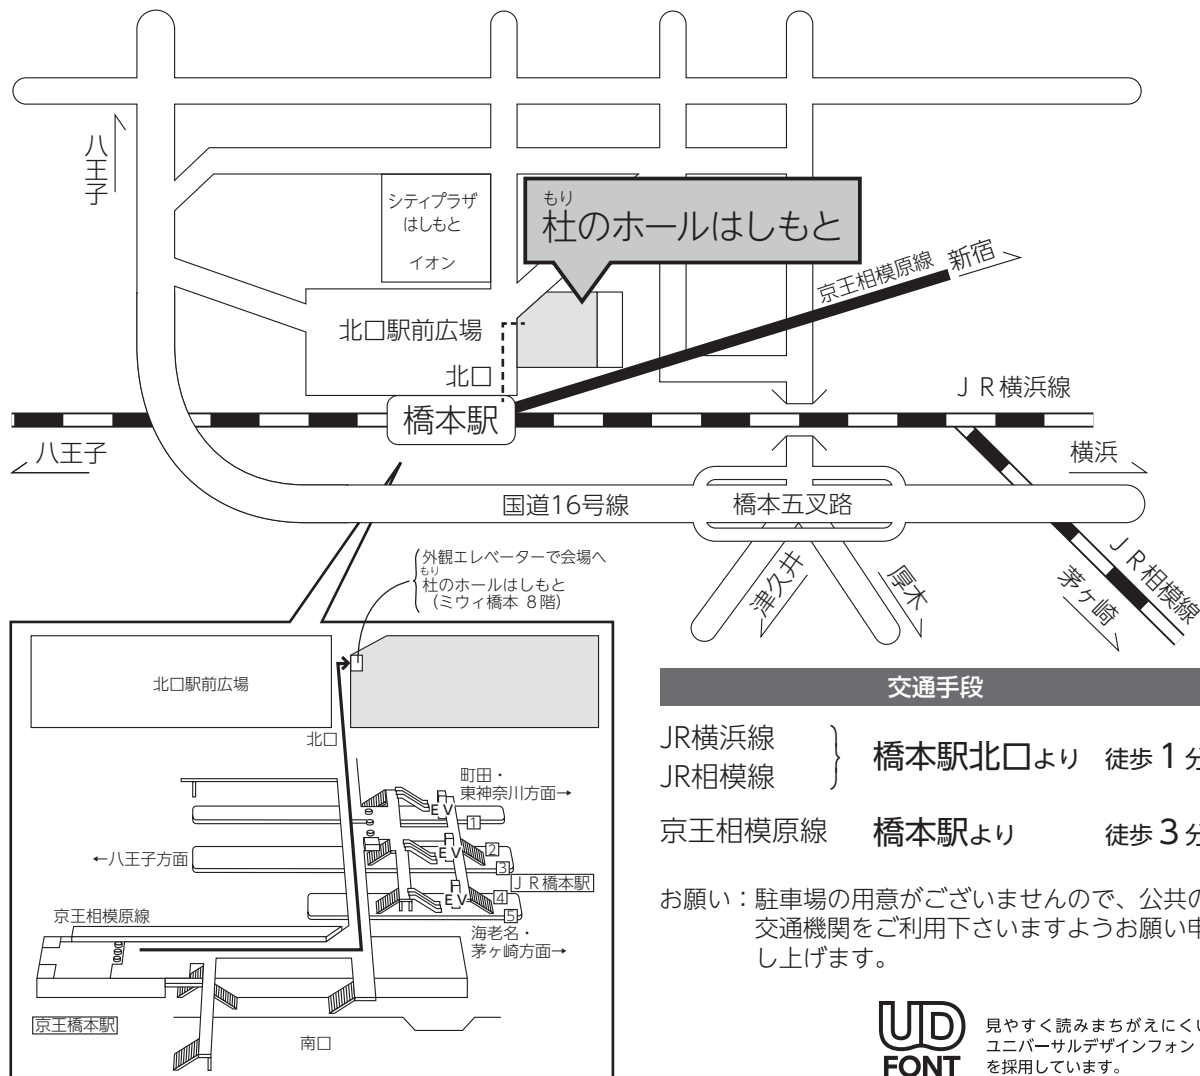 八王子
シティプラザ
はしもと
イオン
もり
杜のホールはしもと
京王相模原線
新宿
北口駅前広場
北口
橋本駅
ＪＲ横浜線
八王子
横浜
国道16号線
橋本五叉路
津久井
厚木
茅ヶ崎
ＪＲ相模線
外観エレベーターで会場へ
もり
杜のホールはしもと
(ミウィ橋本 8階)
北口駅前広場
北口
町田・
東神奈川方面→
EV
1
←八王子方面
EV
2
3
ＪＲ橋本駅
EV
4
5
京王相模原線
海老名・
茅ヶ崎方面→
京王橋本駅
南口
交通手段
JR横浜線
JR相模線
橋本駅北口より 徒歩1分
京王相模原線 橋本駅より 徒歩3分
お願い：駐車場の用意がございませんので、公共の
交通機関をご利用下さいますようお願い申
し上げます。
UD
FONT
見やすく読みまちがえにくい
ユニバーサルデザインフォント
を採用しています。